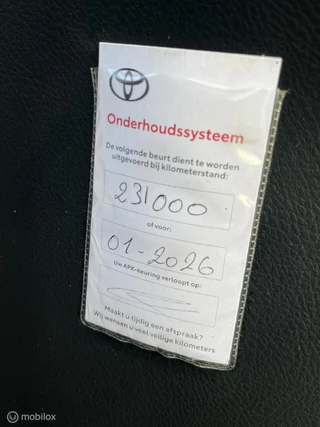 Onderhoudssysteem
De volgende beurt dient te worden
uitgevoerd bij kilometerstand:
231000
of voor:
01-2026
Uw APK-keuring verloopt op:
Maakt u tijdig een afspraak?
Wij wensen u veel veilige kilometers
mobilox